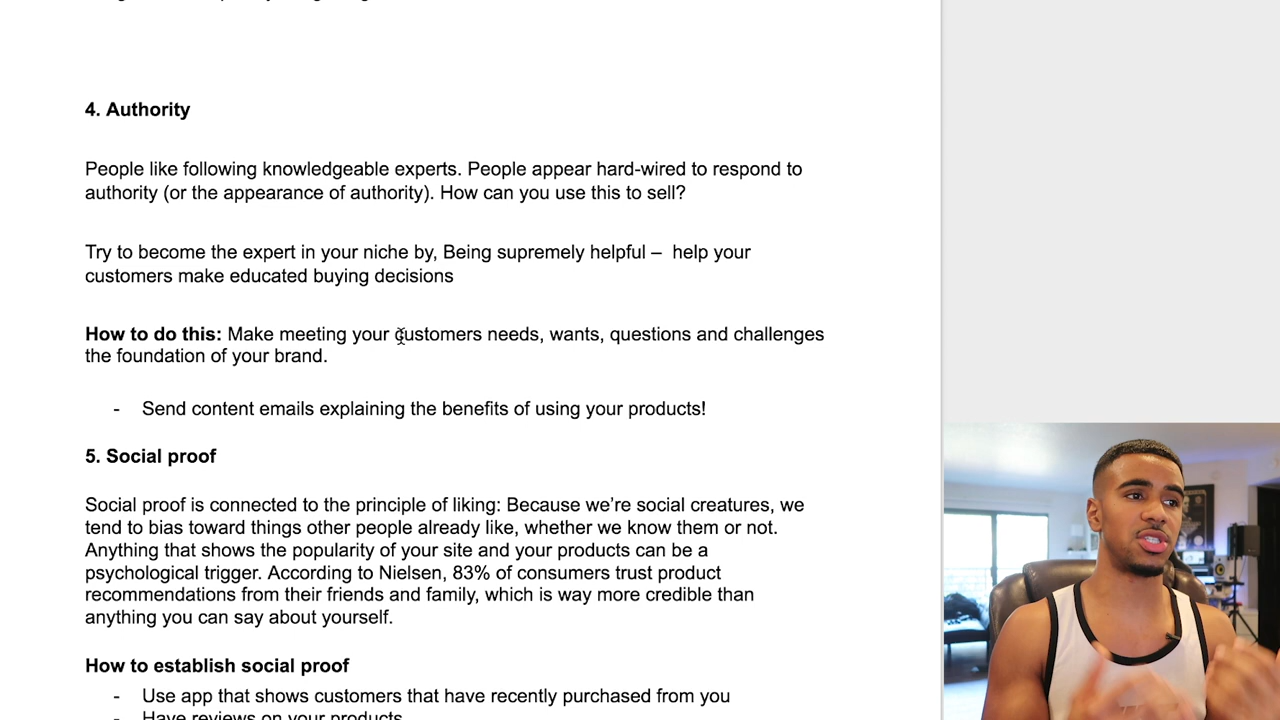 4. Authority
People like following knowledgeable experts. People appear hard-wired to respond to
authority (or the appearance of authority). How can you use this to sell?
Try to become the expert in your niche by, Being supremely helpful –  help your
customers make educated buying decisions
How to do this: Make meeting your customers needs, wants, questions and challenges
the foundation of your brand.
- Send content emails explaining the benefits of using your products!
5. Social proof
Social proof is connected to the principle of liking: Because we’re social creatures, we
tend to bias toward things other people already like, whether we know them or not.
Anything that shows the popularity of your site and your products can be a
psychological trigger. According to Nielsen, 83% of consumers trust product
recommendations from their friends and family, which is way more credible than
anything you can say about yourself.
How to establish social proof
- Use app that shows customers that have recently purchased from you
- Have reviews on your products